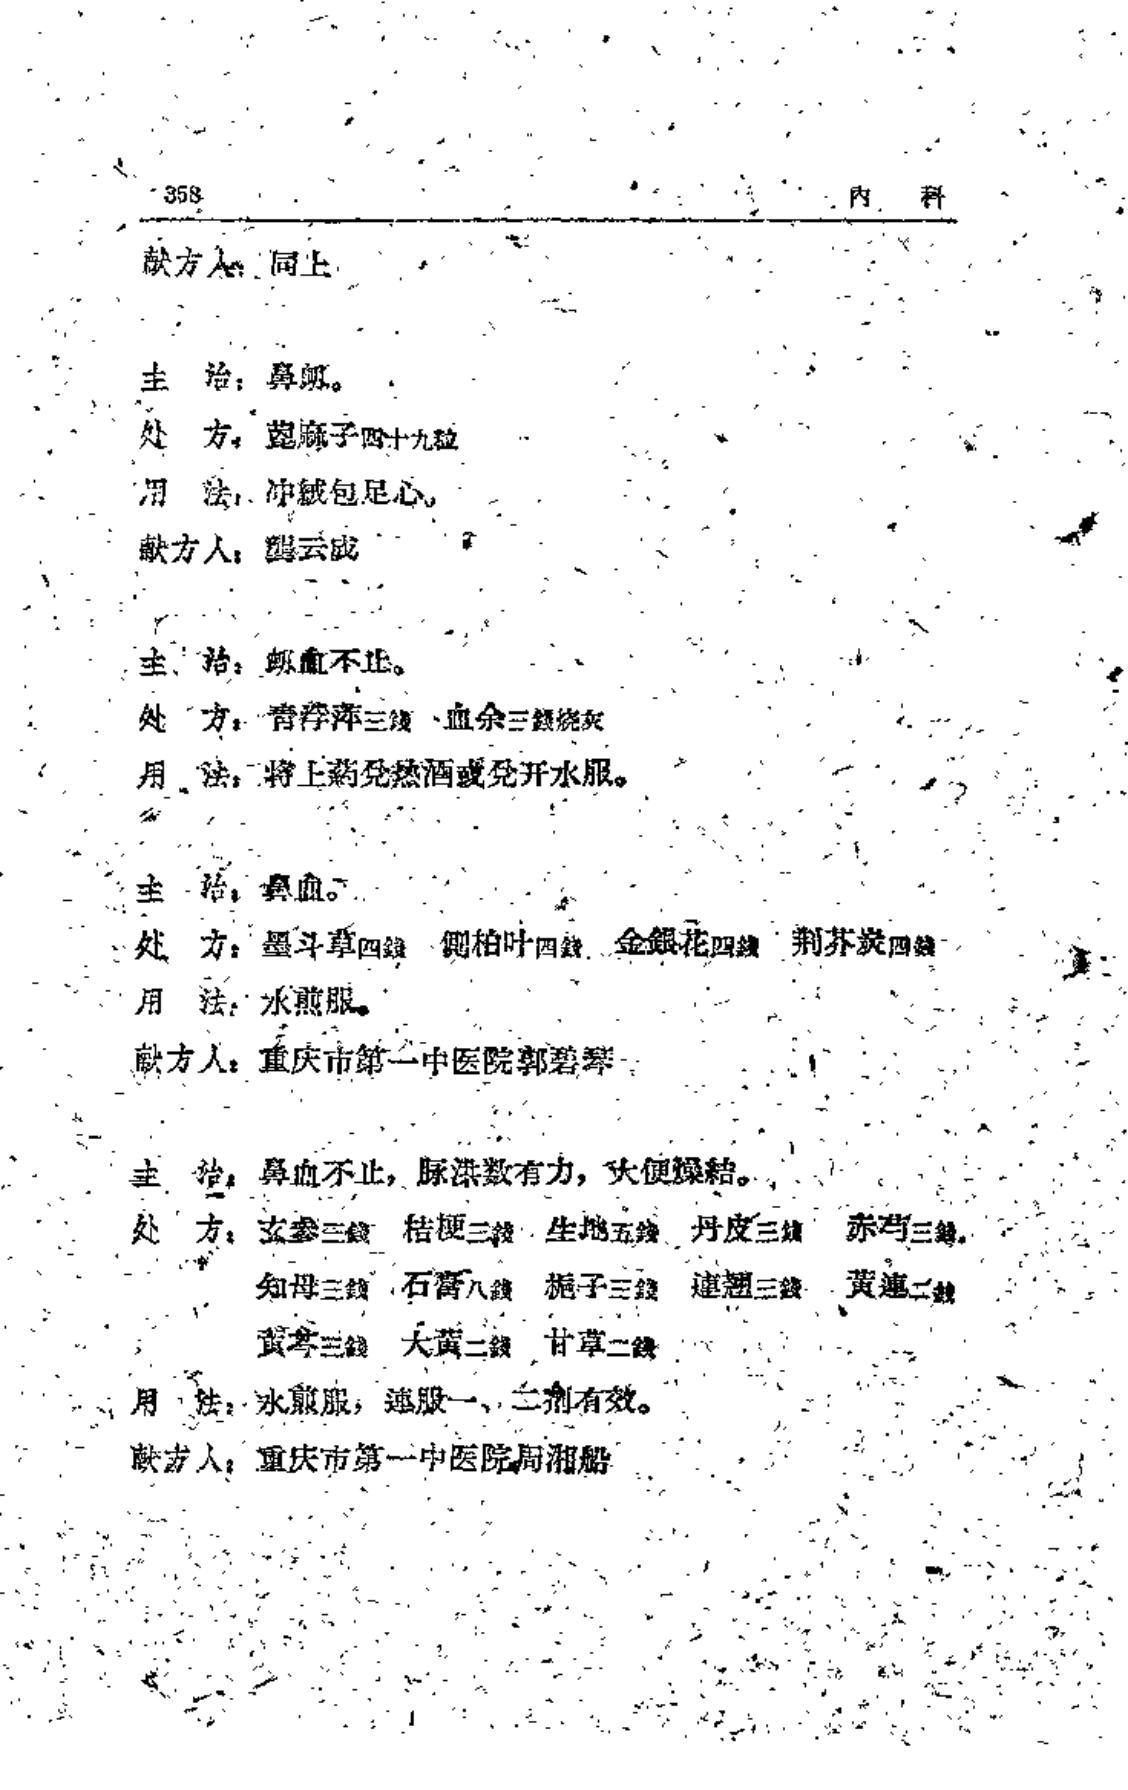 358 内 科
献方人：同上
主 治：鼻衄。
处 方：萞麻子四十九粒
用 法：冲絨包足心。
献方人：龔云成
主 治：衄血不止。
处 方：青浮萍三錢 血余三錢烧灰
用 法：将上药兌热酒或兌开水服。
主 治：鼻血。
处 方：墨斗草四錢 側柏叶四錢 金銀花四錢 荆芥炭四錢
用 法：水煎服。
献方人：重庆市第一中医院郭碧琴
主 治：鼻血不止，脉洪数有力，大便燥結。
处 方：玄参三錢 桔梗三錢 生地五錢 丹皮三錢 赤芍三錢
知母三錢 石膏八錢 梔子三錢 連翘三錢 黃連二錢
黃芩三錢 大黃二錢 甘草二錢
用 法：水煎服，連服一、二剂有效。
献方人：重庆市第一中医院周湘船